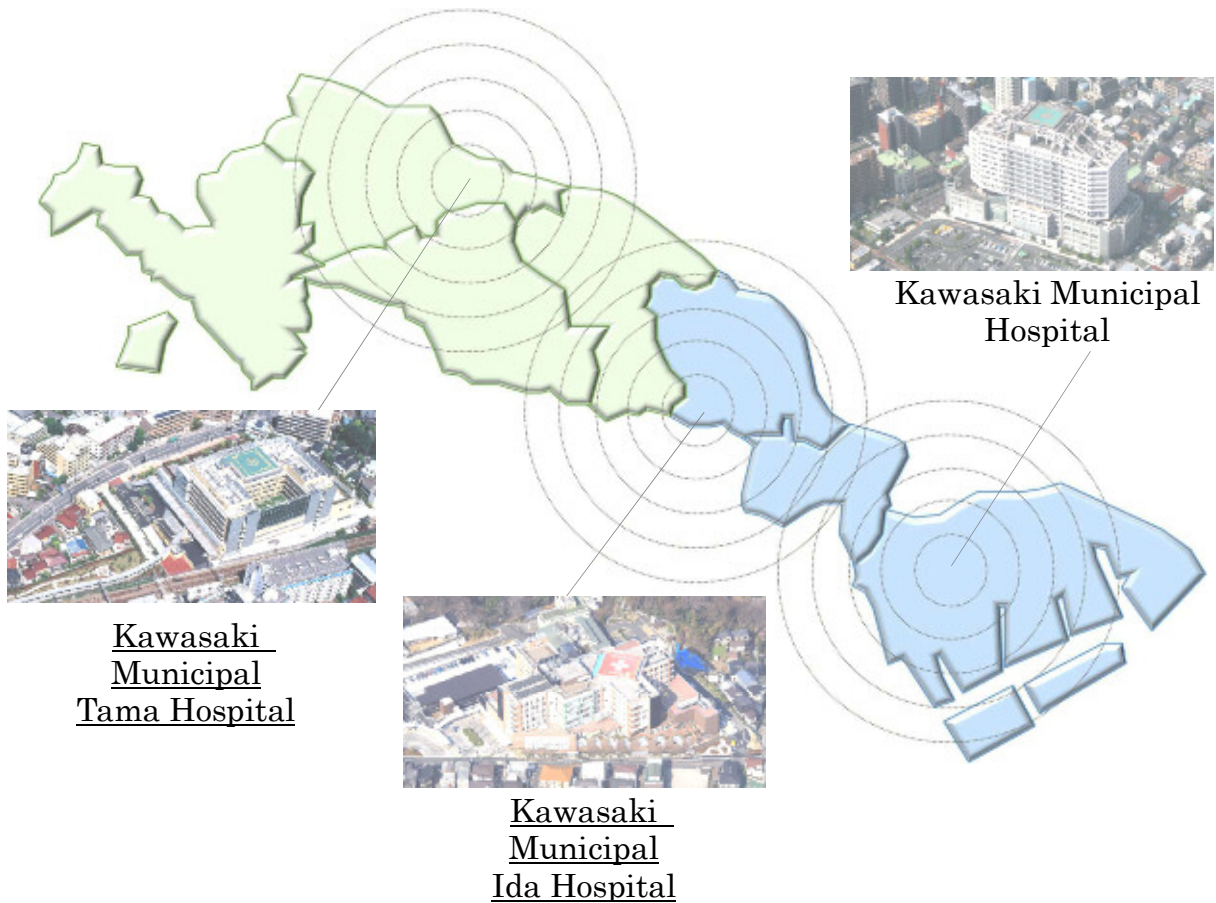 Kawasaki Municipal
Hospital
Kawasaki
Municipal
Tama Hospital
Kawasaki
Municipal
Ida Hospital